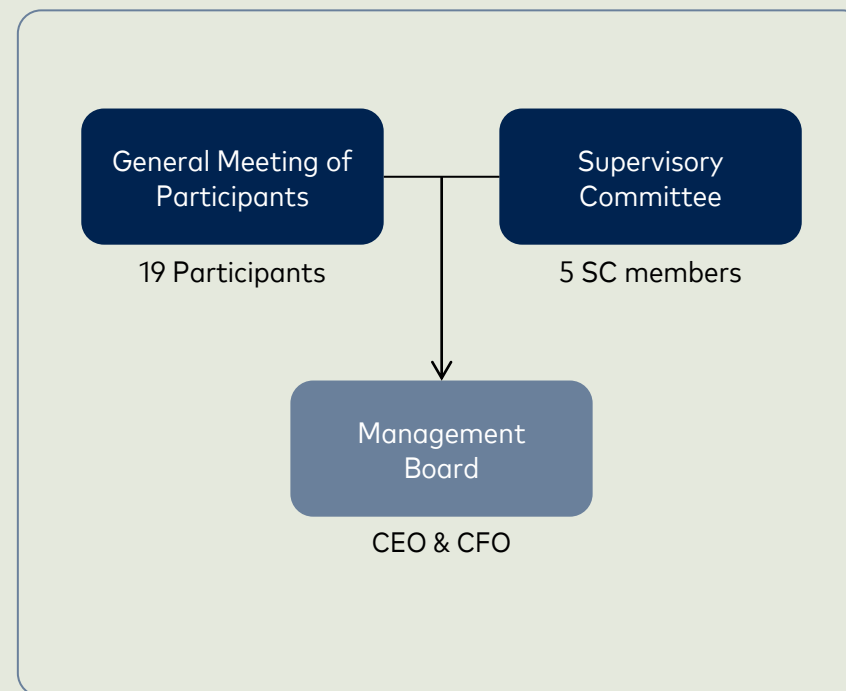 General Meeting of
Participants
19 Participants
Supervisory
Committee
5 SC members
Management
Board
CEO & CFO